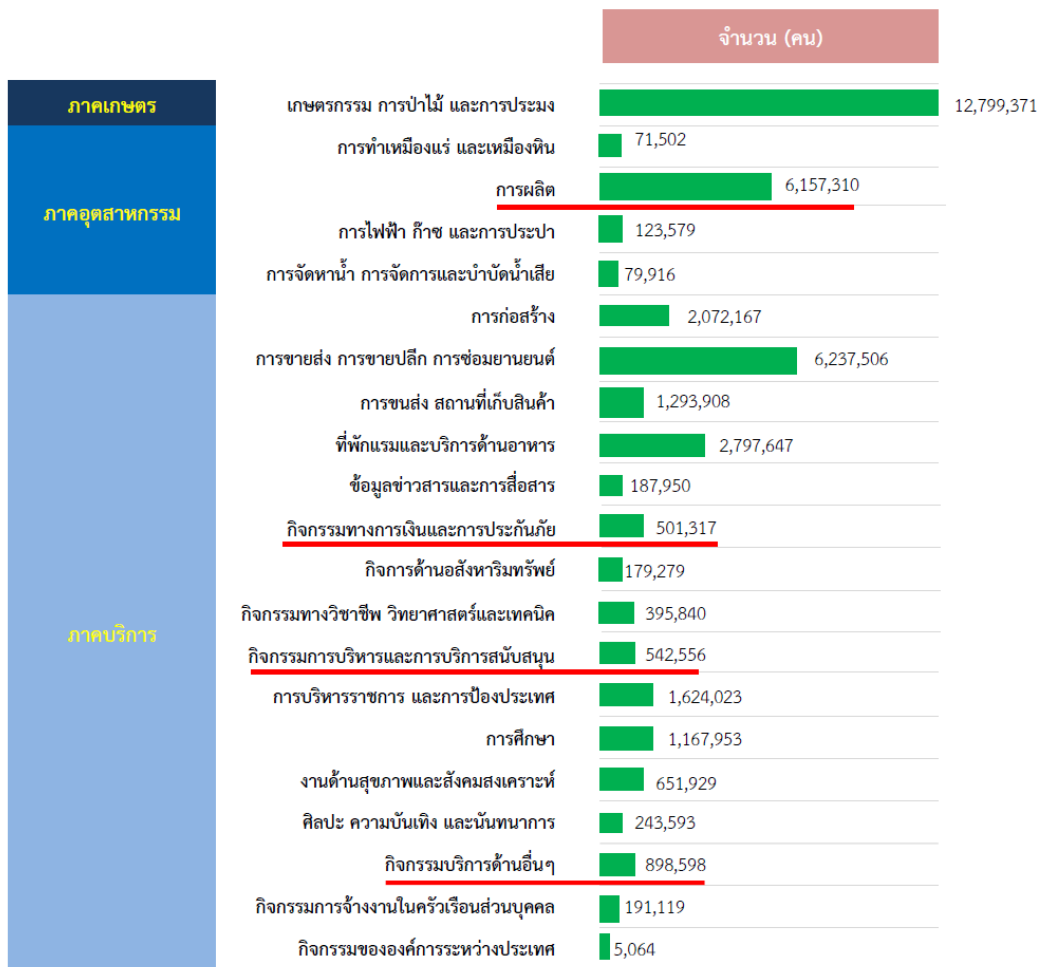 จำนวน (คน)
ภาคเกษตร
เกษตรกรรม การป่าไม้ และการประมง 12,799,371
ภาคอุตสาหกรรม
การทำเหมืองแร่ และเหมืองหิน 71,502
การผลิต 6,157,310
การไฟฟ้า ก๊าซ และการประปา 123,579
การจัดหาน้ำ การจัดการและบำบัดน้ำเสีย 79,916
ภาคบริการ
การก่อสร้าง 2,072,167
การขายส่ง การขายปลีก การซ่อมยานยนต์ 6,237,506
การขนส่ง สถานที่เก็บสินค้า 1,293,908
ที่พักแรมและบริการด้านอาหาร 2,797,647
ข้อมูลข่าวสารและการสื่อสาร 187,950
กิจกรรมทางการเงินและการประกันภัย 501,317
กิจการด้านอสังหาริมทรัพย์ 179,279
กิจกรรมทางวิชาชีพ วิทยาศาสตร์และเทคนิค 395,840
กิจกรรมการบริหารและการบริการสนับสนุน 542,556
การบริหารราชการ และการป้องประเทศ 1,624,023
การศึกษา 1,167,953
งานด้านสุขภาพและสังคมสงเคราะห์ 651,929
ศิลปะ ความบันเทิง และนันทนาการ 243,593
กิจกรรมบริการด้านอื่นๆ 898,598
กิจกรรมการจ้างงานในครัวเรือนส่วนบุคคล 191,119
กิจกรรมขององค์การระหว่างประเทศ 5,064